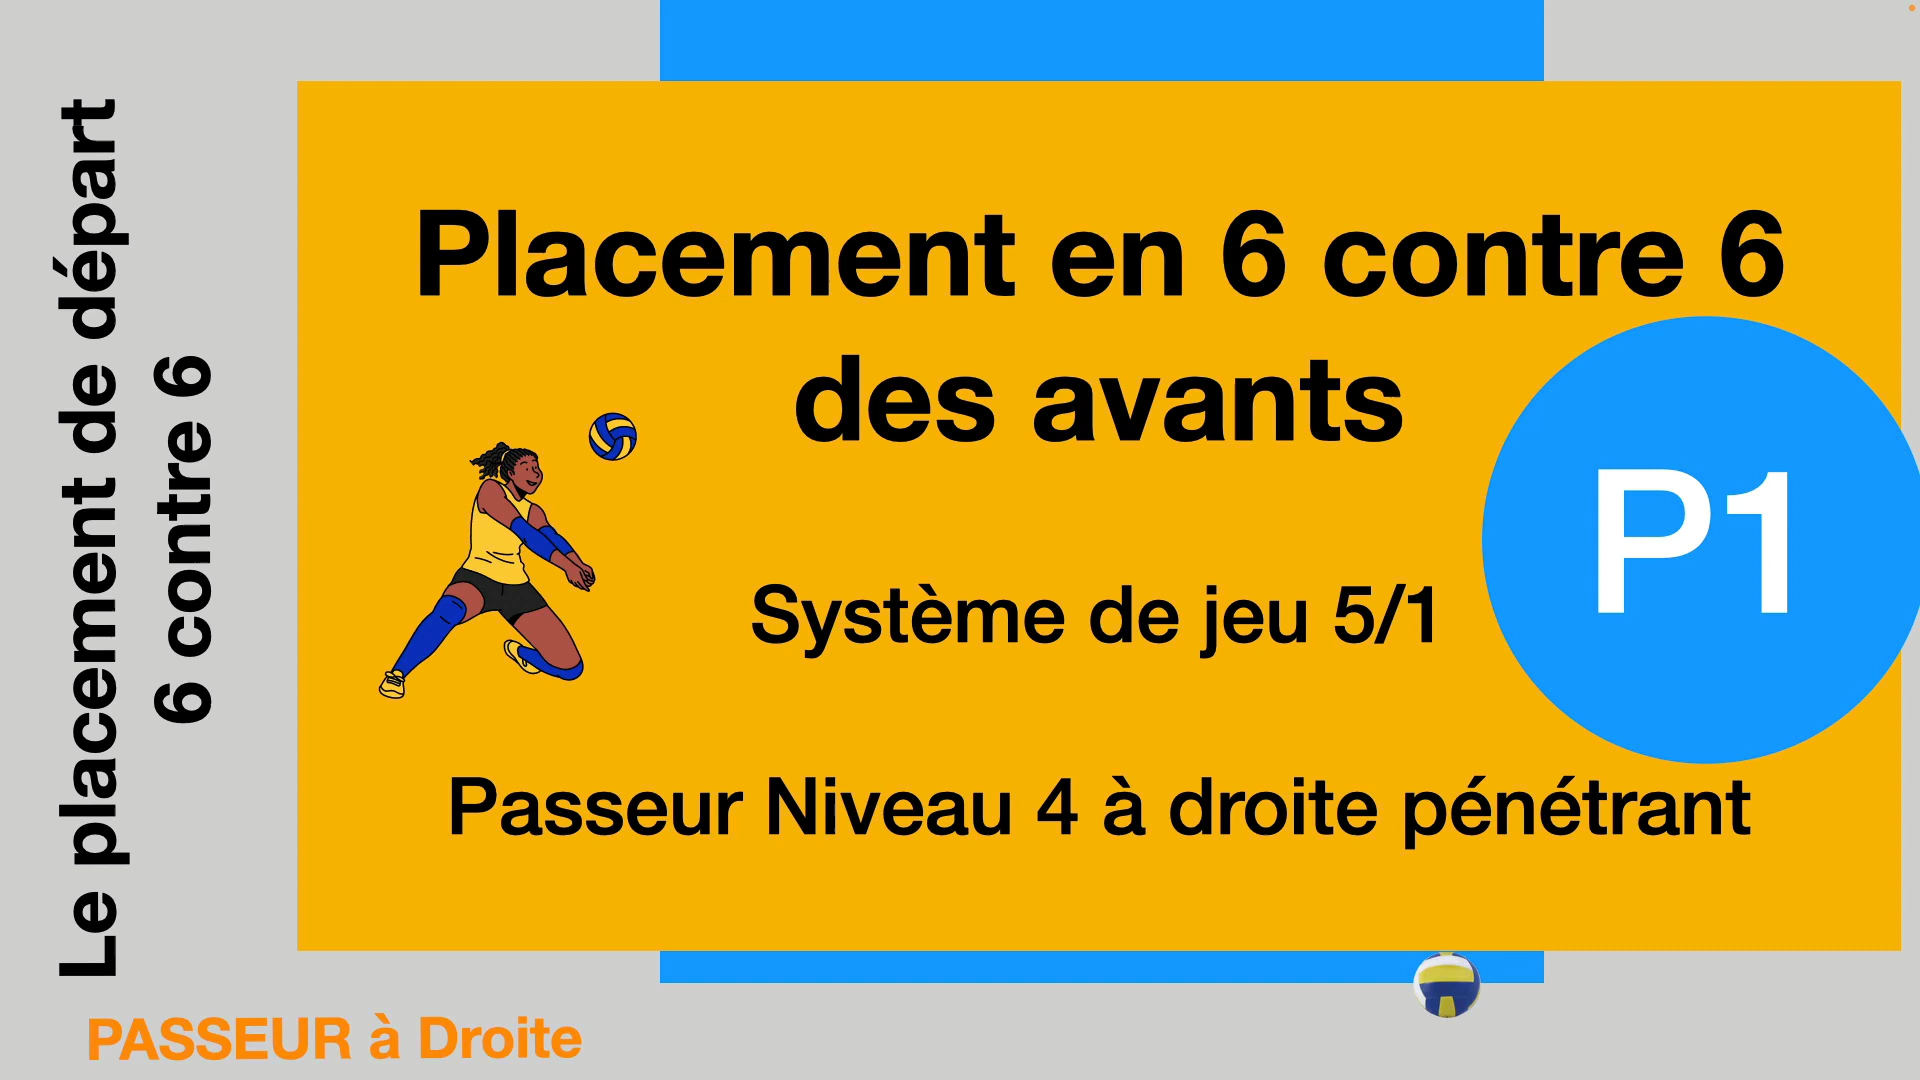 Le placement de départ
6 contre 6
Placement en 6 contre 6
des avants
P1
Système de jeu 5/1
Passeur Niveau 4 à droite pénétrant
PASSEUR à Droite